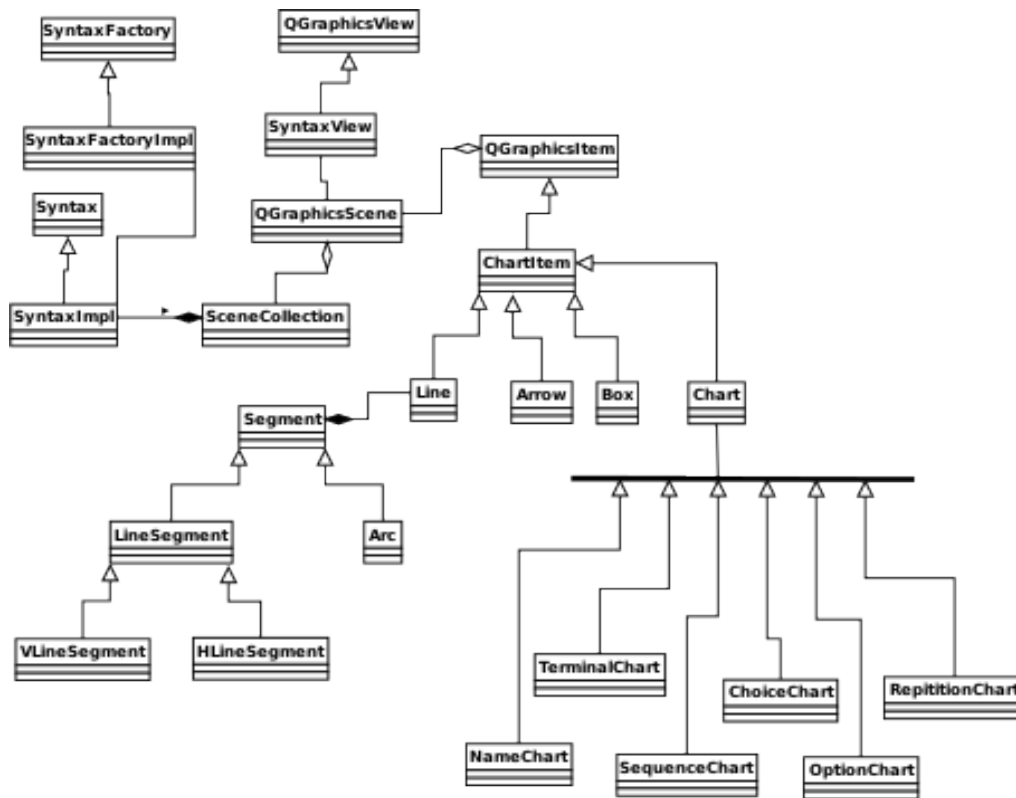 SyntaxFactory
QGraphicsView
SyntaxFactoryImpl
SyntaxView
QGraphicsItem
Syntax
QGraphicsScene
ChartItem
SyntaxImpl
SceneCollection
Line
Arrow
Box
Chart
Segment
LineSegment
Arc
VLineSegment
HLineSegment
TerminalChart
ChoiceChart
RepititionChart
NameChart
SequenceChart
OptionChart